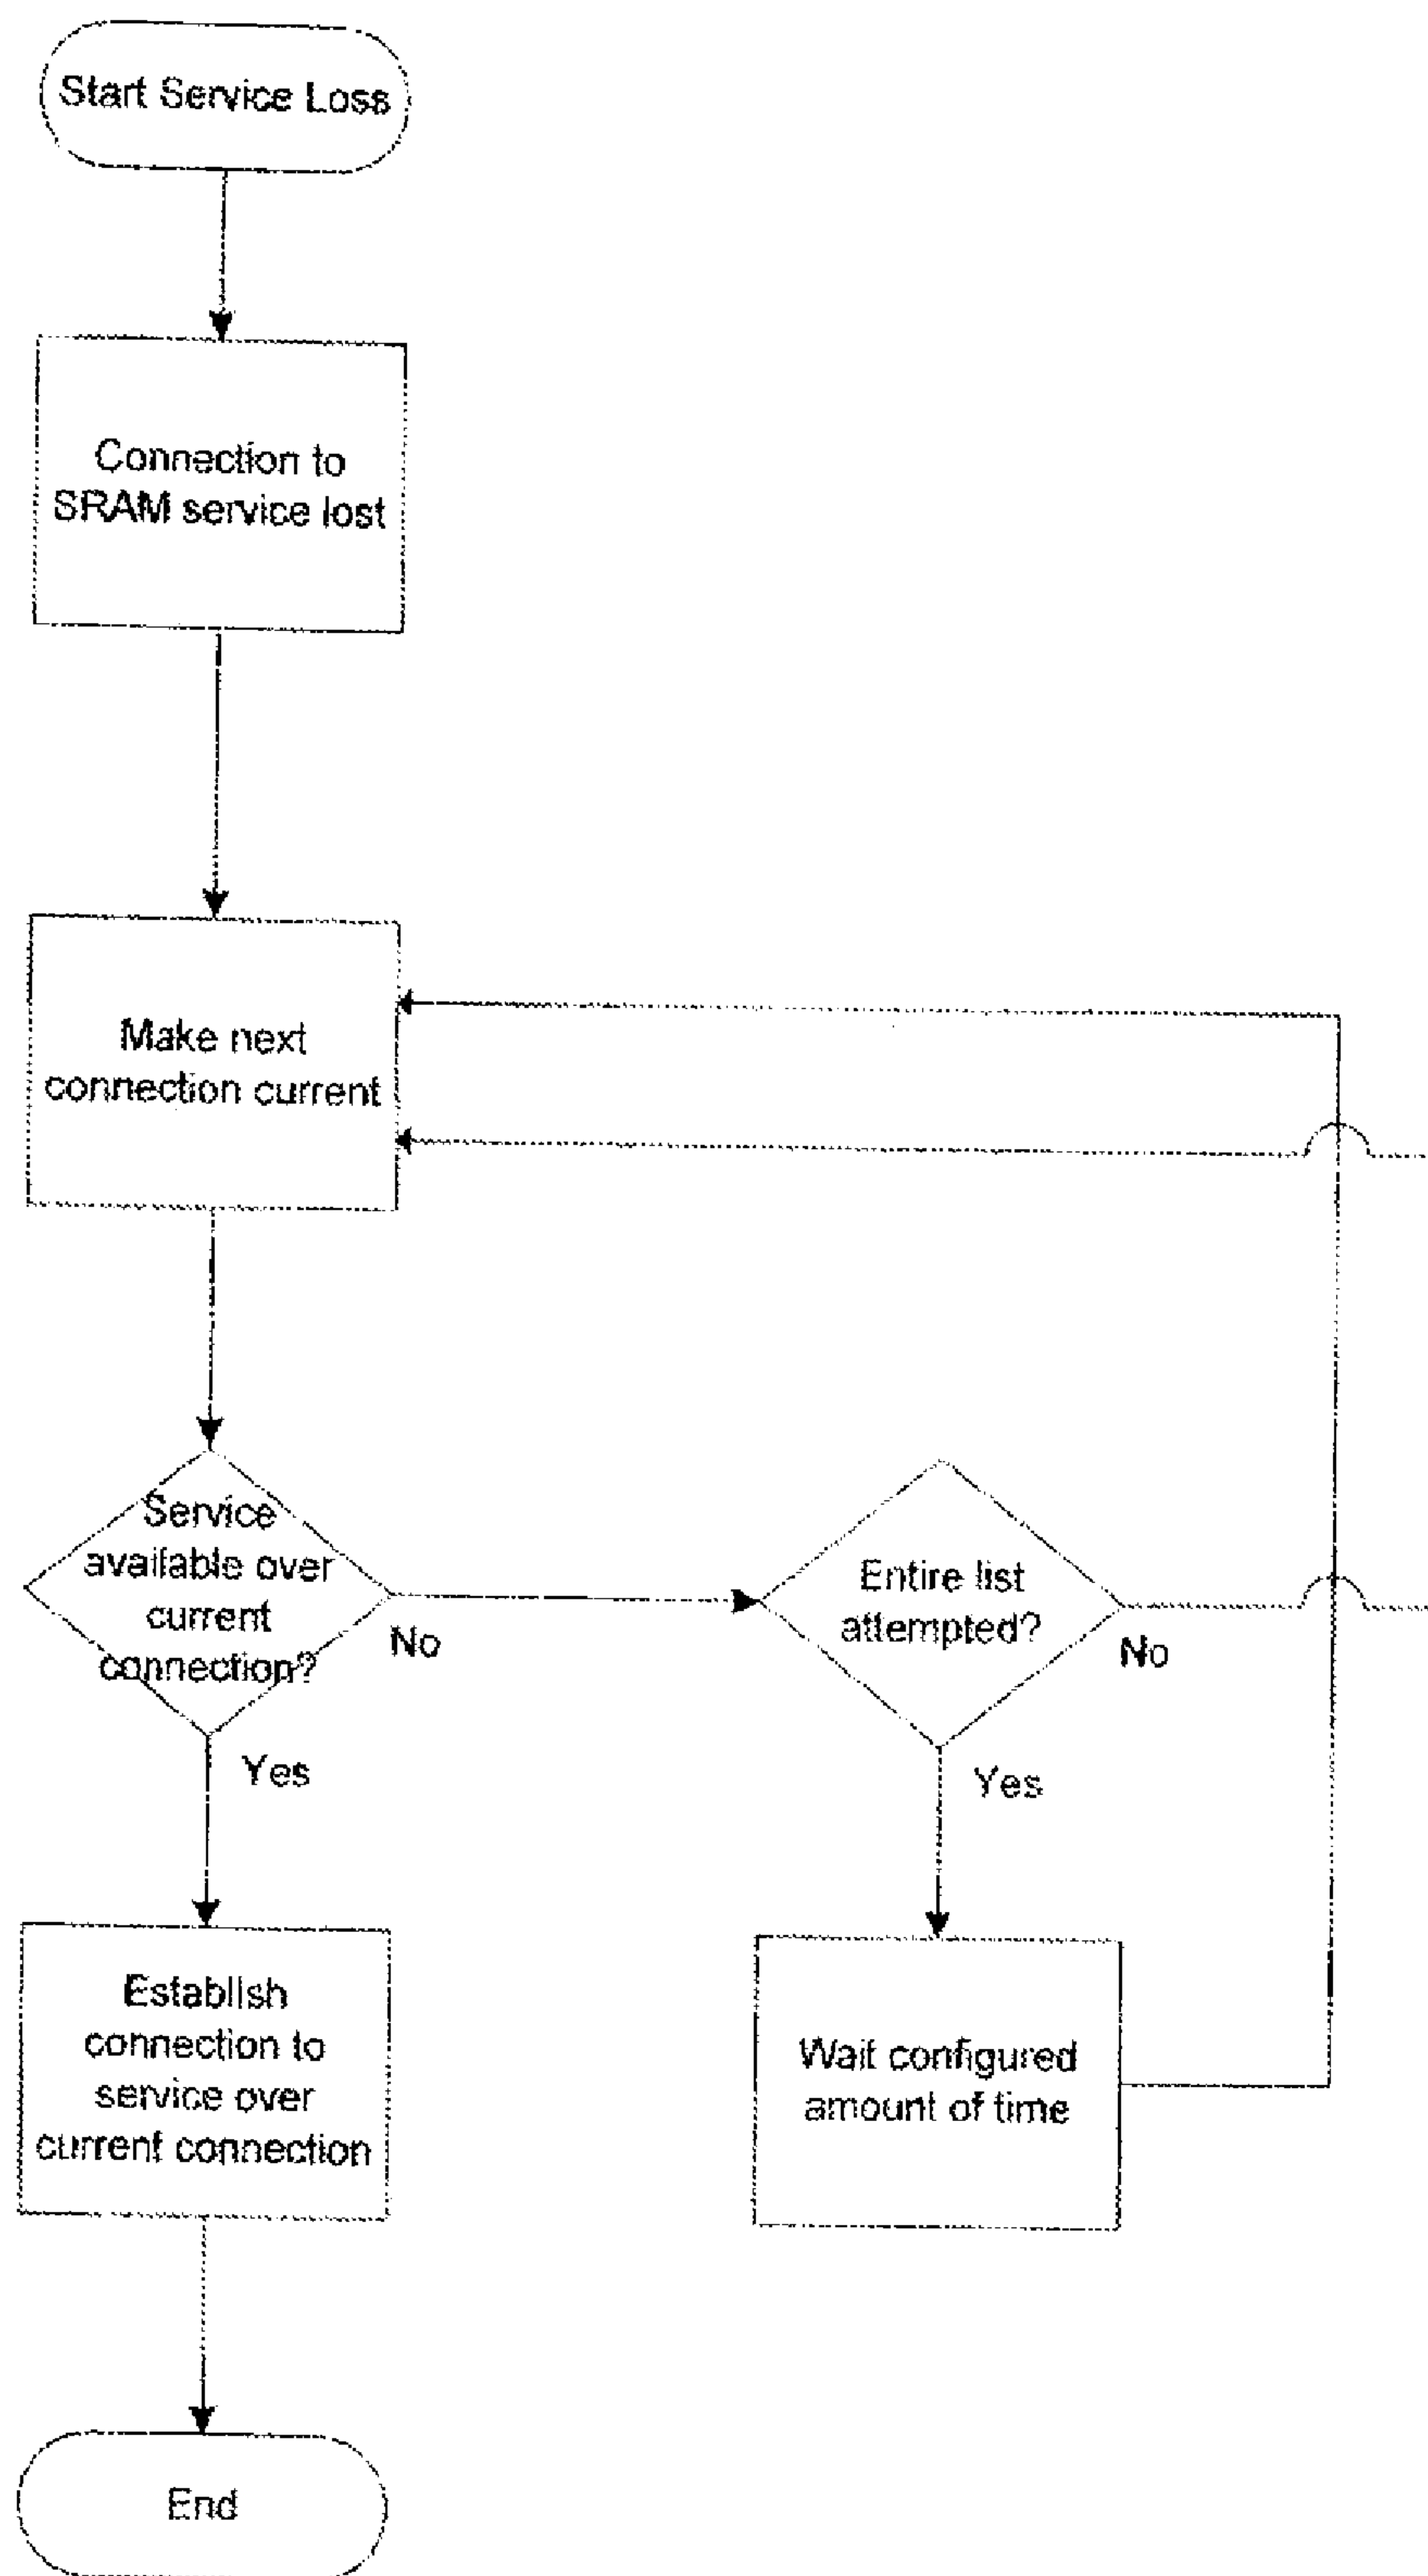 Start Service Loss
Connection to
SRAM service lost
Make next
connection current
Service
available over
current
connection?
No
Yes
Entire list
attempted?
No
Yes
Establish
connection to
service over
current connection
Wait configured
amount of time
End